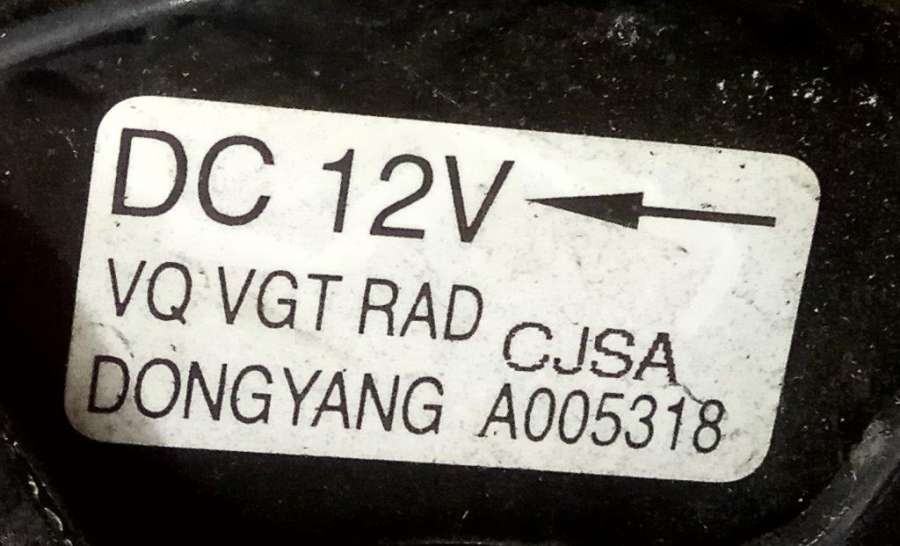 DC 12V
VQ VGT RAD
CJSA
DONGYANG A005318